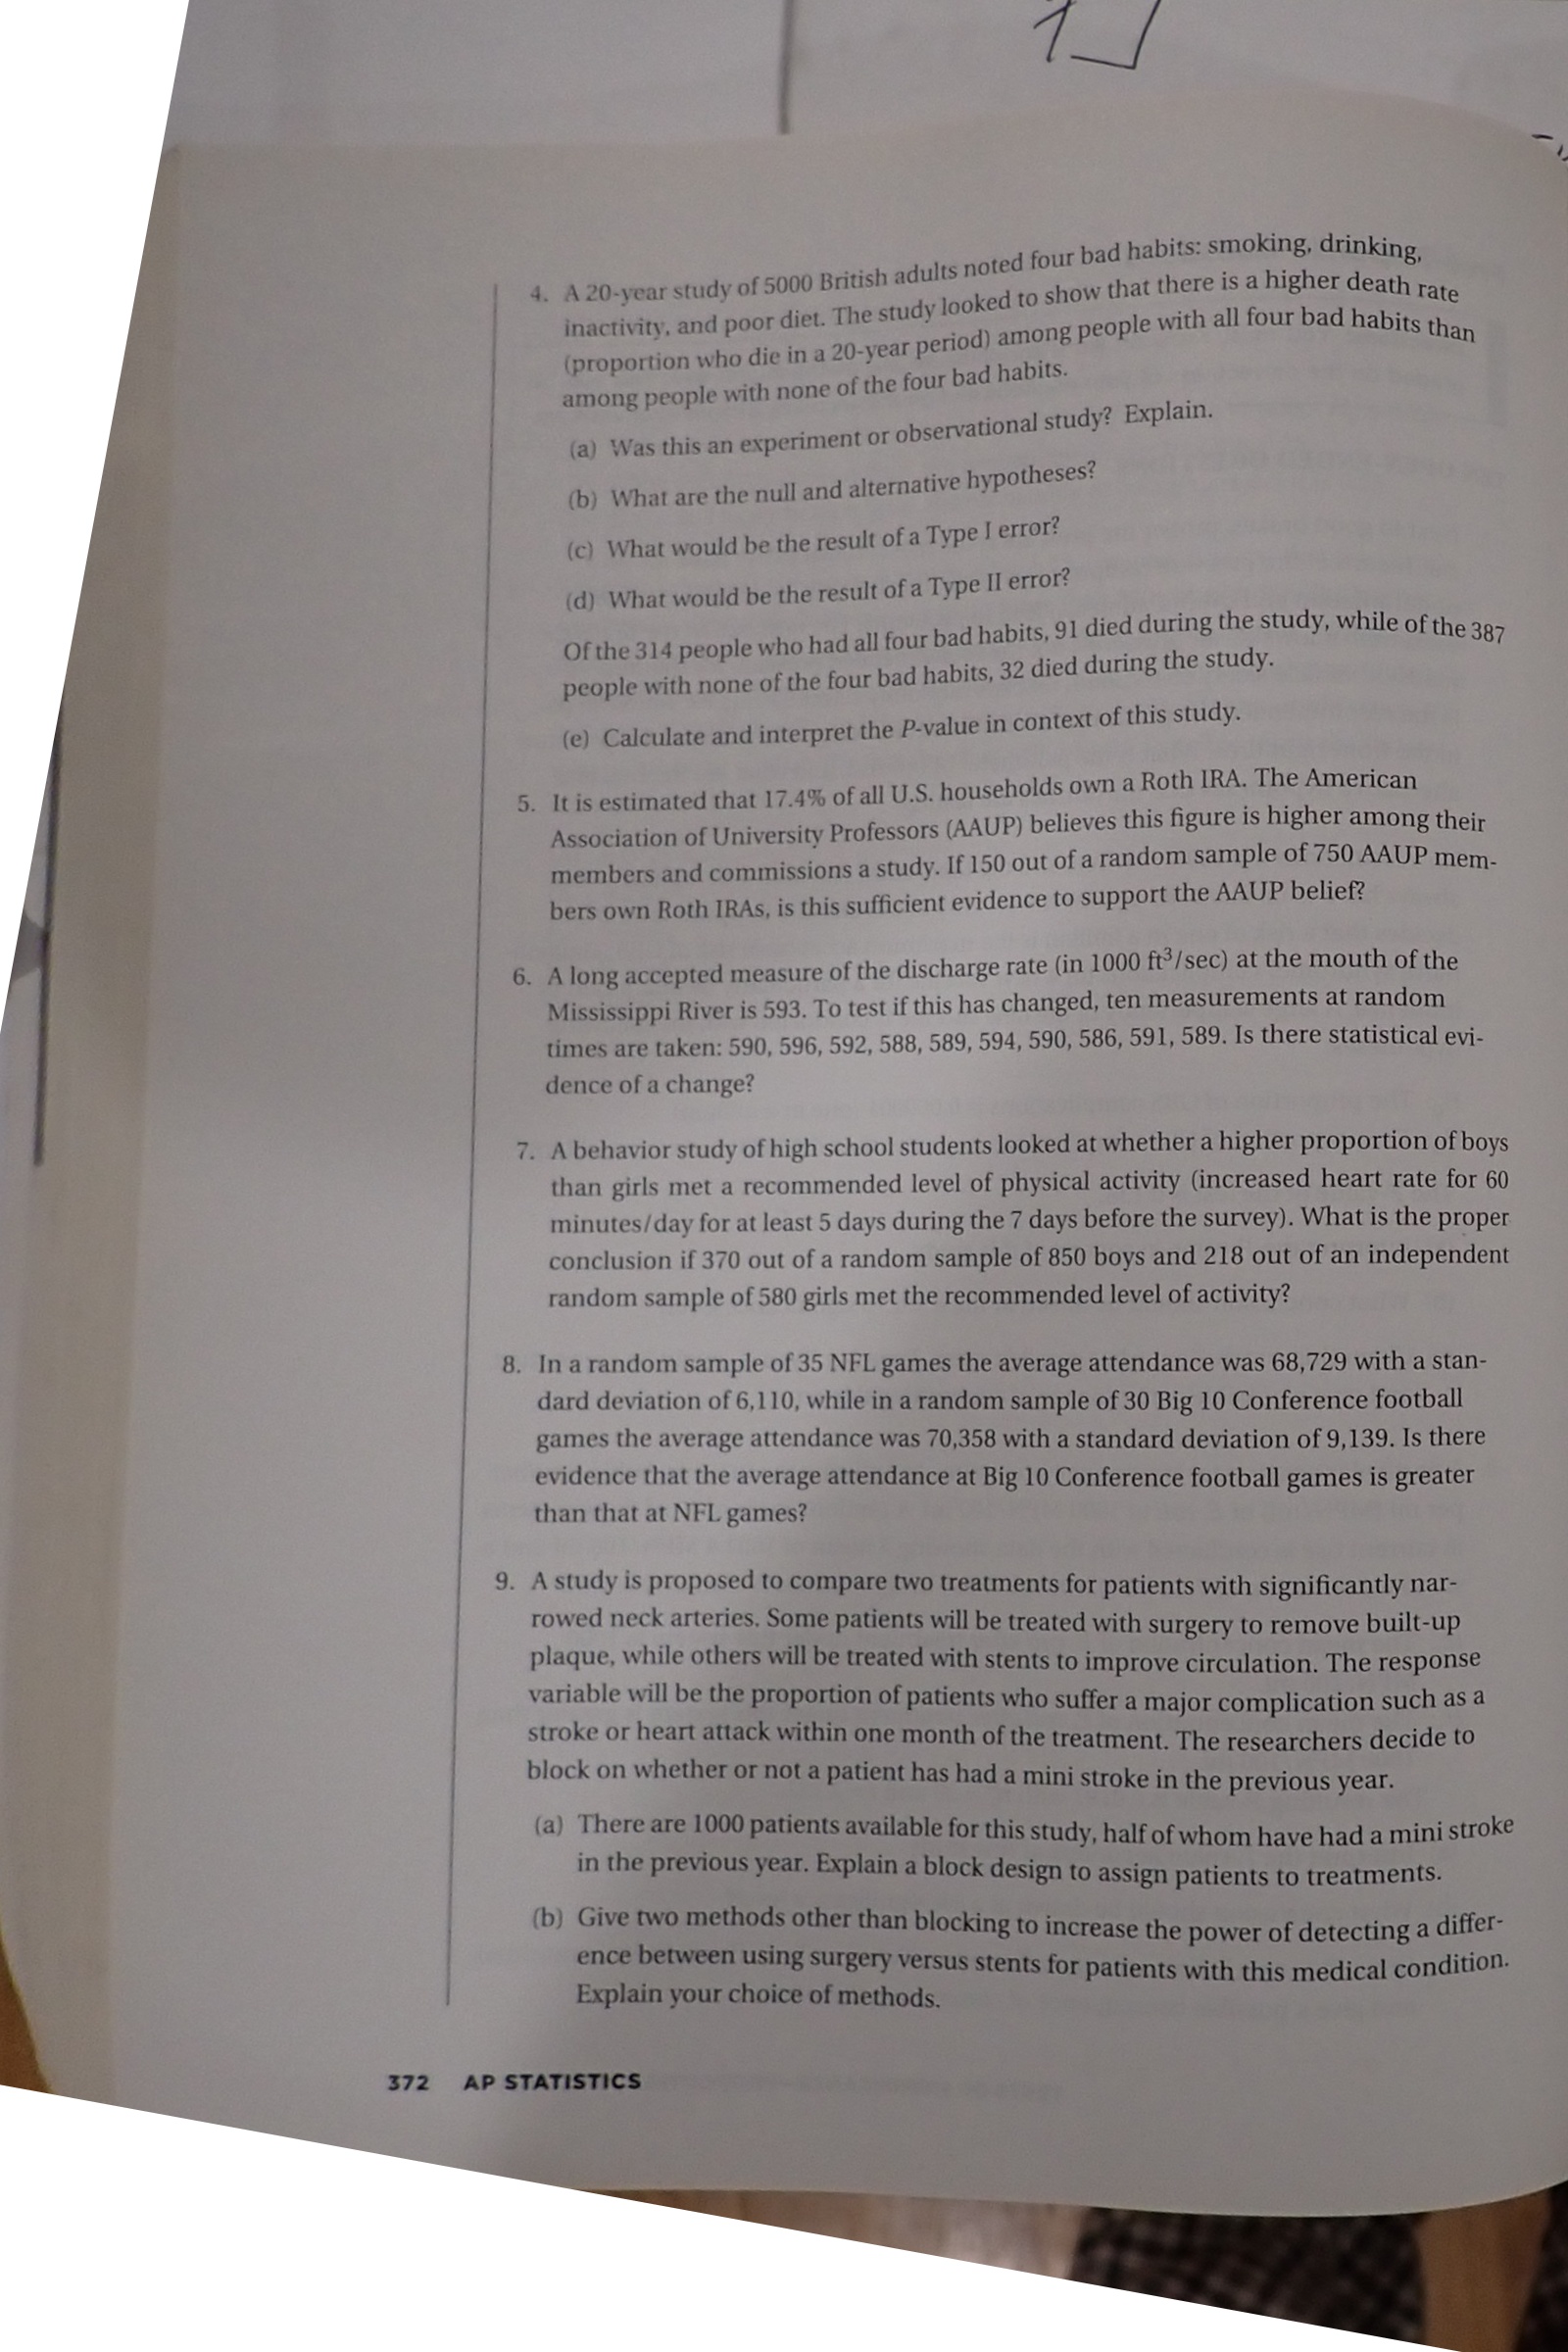 4. A 20-year study of 5000 British adults noted four bad habits: smoking, drinking,
inactivity, and poor diet. The study looked to show that there is a higher death rate
(proportion who die in a 20-year period) among people with all four bad habits than
among people with none of the four bad habits.
(a) Was this an experiment or observational study? Explain.
(b) What are the null and alternative hypotheses?
(c) What would be the result of a Type I error?
(d) What would be the result of a Type II error?
Of the 314 people who had all four bad habits, 91 died during the study, while of the 387
people with none of the four bad habits, 32 died during the study.
(e) Calculate and interpret the P-value in context of this study.
5. It is estimated that 17.4% of all U.S. households own a Roth IRA. The American
Association of University Professors (AAUP) believes this figure is higher among their
members and commissions a study. If 150 out of a random sample of 750 AAUP mem-
bers own Roth IRAs, is this sufficient evidence to support the AAUP belief?
6. A long accepted measure of the discharge rate (in 1000 ft³/sec) at the mouth of the
Mississippi River is 593. To test if this has changed, ten measurements at random
times are taken: 590, 596, 592, 588, 589, 594, 590, 586, 591, 589. Is there statistical evi-
dence of a change?
7. A behavior study of high school students looked at whether a higher proportion of boys
than girls met a recommended level of physical activity (increased heart rate for 60
minutes/day for at least 5 days during the 7 days before the survey). What is the proper
conclusion if 370 out of a random sample of 850 boys and 218 out of an independent
random sample of 580 girls met the recommended level of activity?
8. In a random sample of 35 NFL games the average attendance was 68,729 with a stan-
dard deviation of 6,110, while in a random sample of 30 Big 10 Conference football
games the average attendance was 70,358 with a standard deviation of 9,139. Is there
evidence that the average attendance at Big 10 Conference football games is greater
than that at NFL games?
9. A study is proposed to compare two treatments for patients with significantly nar-
rowed neck arteries. Some patients will be treated with surgery to remove built-up
plaque, while others will be treated with stents to improve circulation. The response
variable will be the proportion of patients who suffer a major complication such as a
stroke or heart attack within one month of the treatment. The researchers decide to
block on whether or not a patient has had a mini stroke in the previous year.
(a) There are 1000 patients available for this study, half of whom have had a mini stroke
in the previous year. Explain a block design to assign patients to treatments.
(b) Give two methods other than blocking to increase the power of detecting a differ-
ence between using surgery versus stents for patients with this medical condition.
Explain your choice of methods.
372 AP STATISTICS